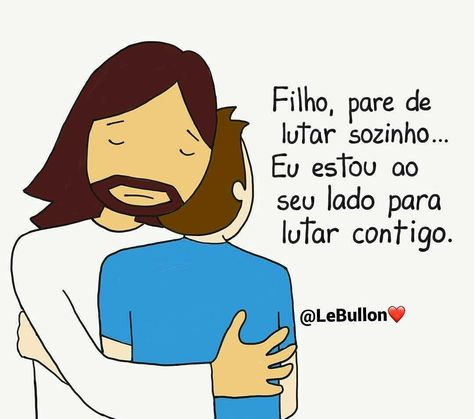 Filho, pare de
lutar sozinho...
Eu estou ao
seu lado para
lutar contigo.
@LeBullon❤️